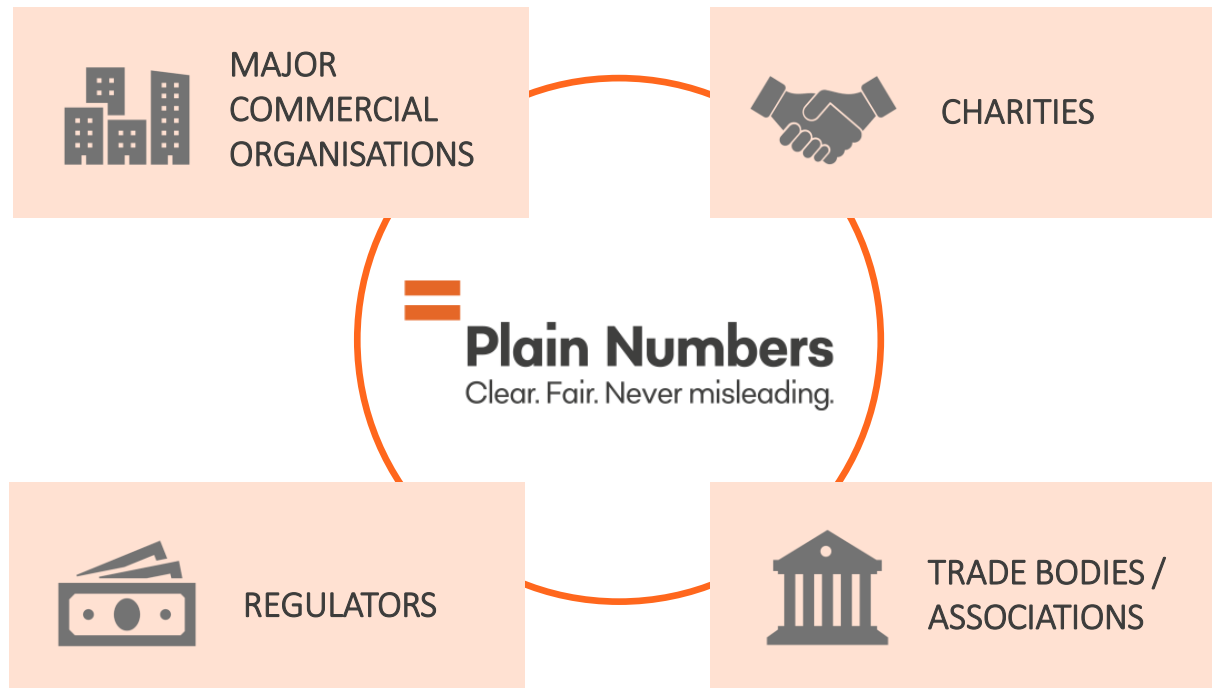 MAJOR
COMMERCIAL
ORGANISATIONS
CHARITIES
Plain Numbers
Clear. Fair. Never misleading.
REGULATORS
TRADE BODIES /
ASSOCIATIONS